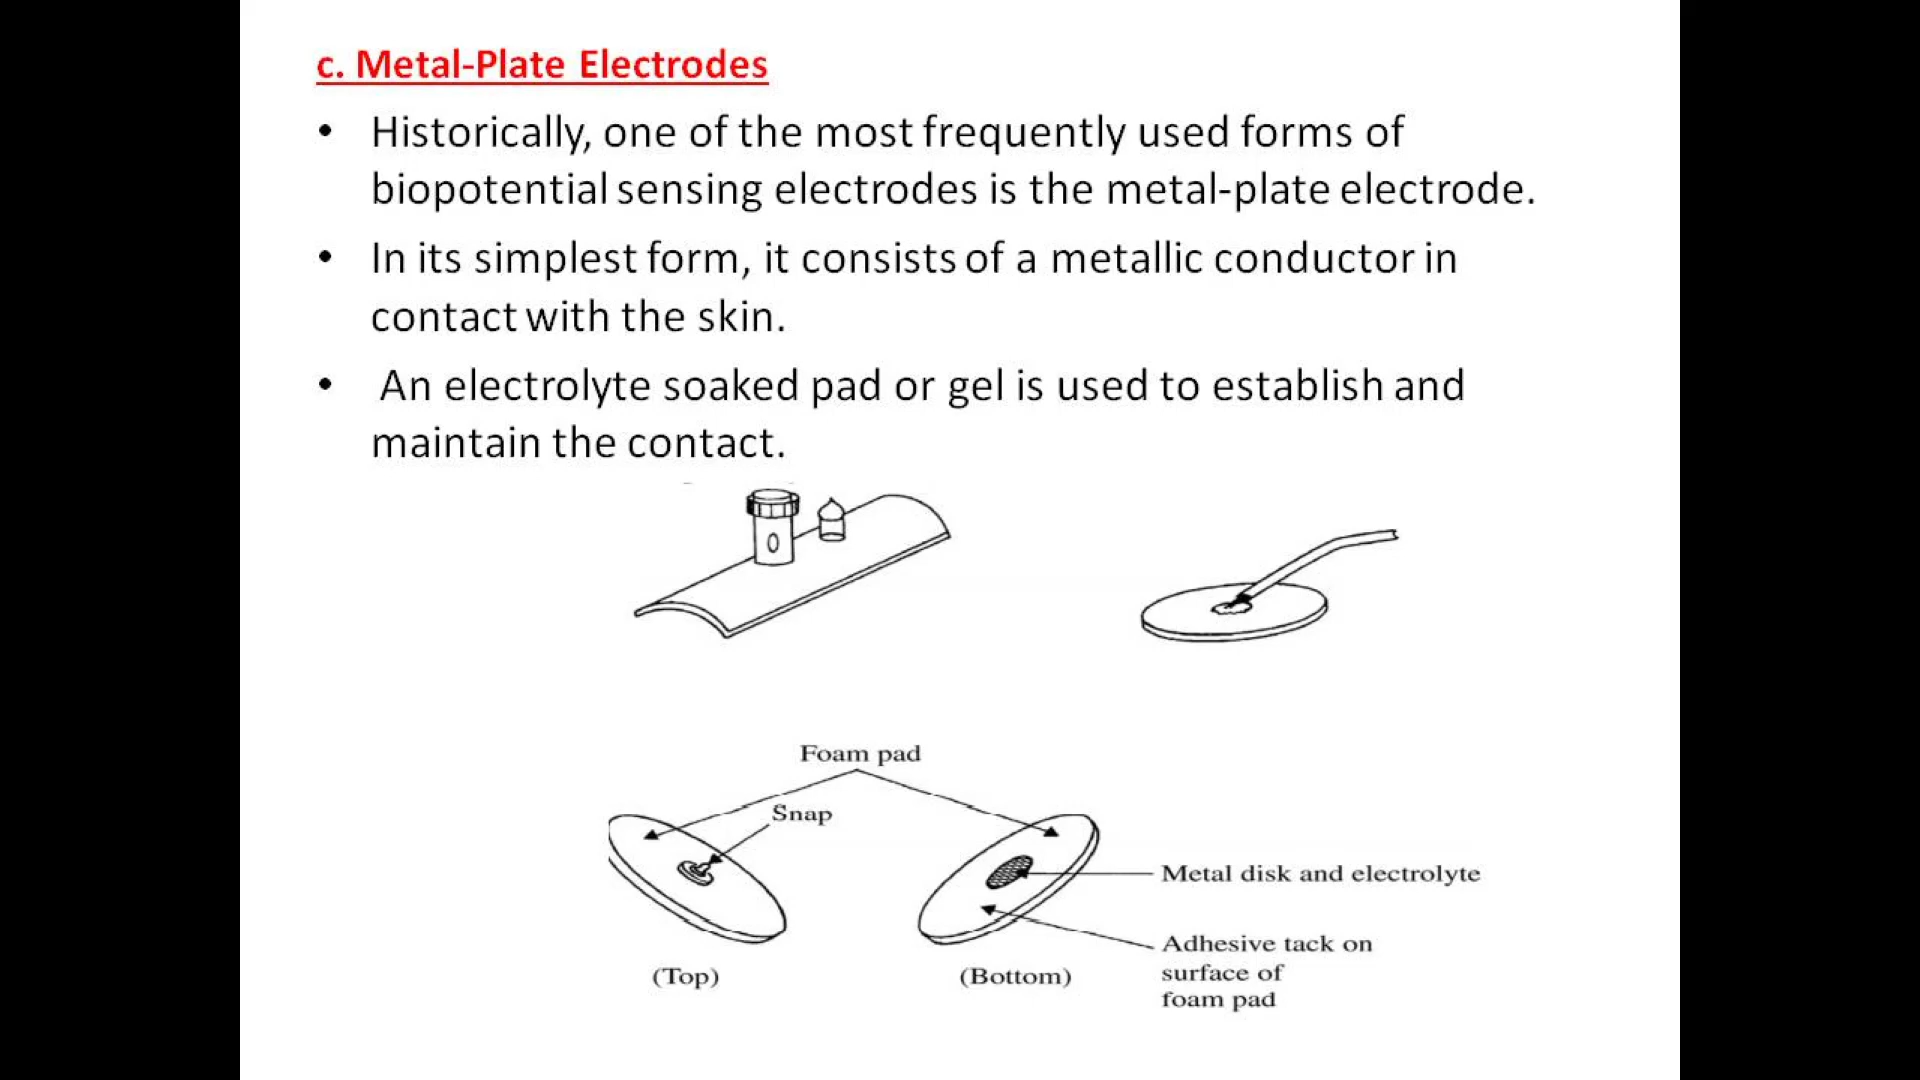 c. Metal-Plate Electrodes
• Historically, one of the most frequently used forms of
biopotential sensing electrodes is the metal-plate electrode.
• In its simplest form, it consists of a metallic conductor in
contact with the skin.
• An electrolyte soaked pad or gel is used to establish and
maintain the contact.
Foam pad
Snap
Metal disk and electrolyte
Adhesive tack on
surface of
foam pad
(Top)
(Bottom)